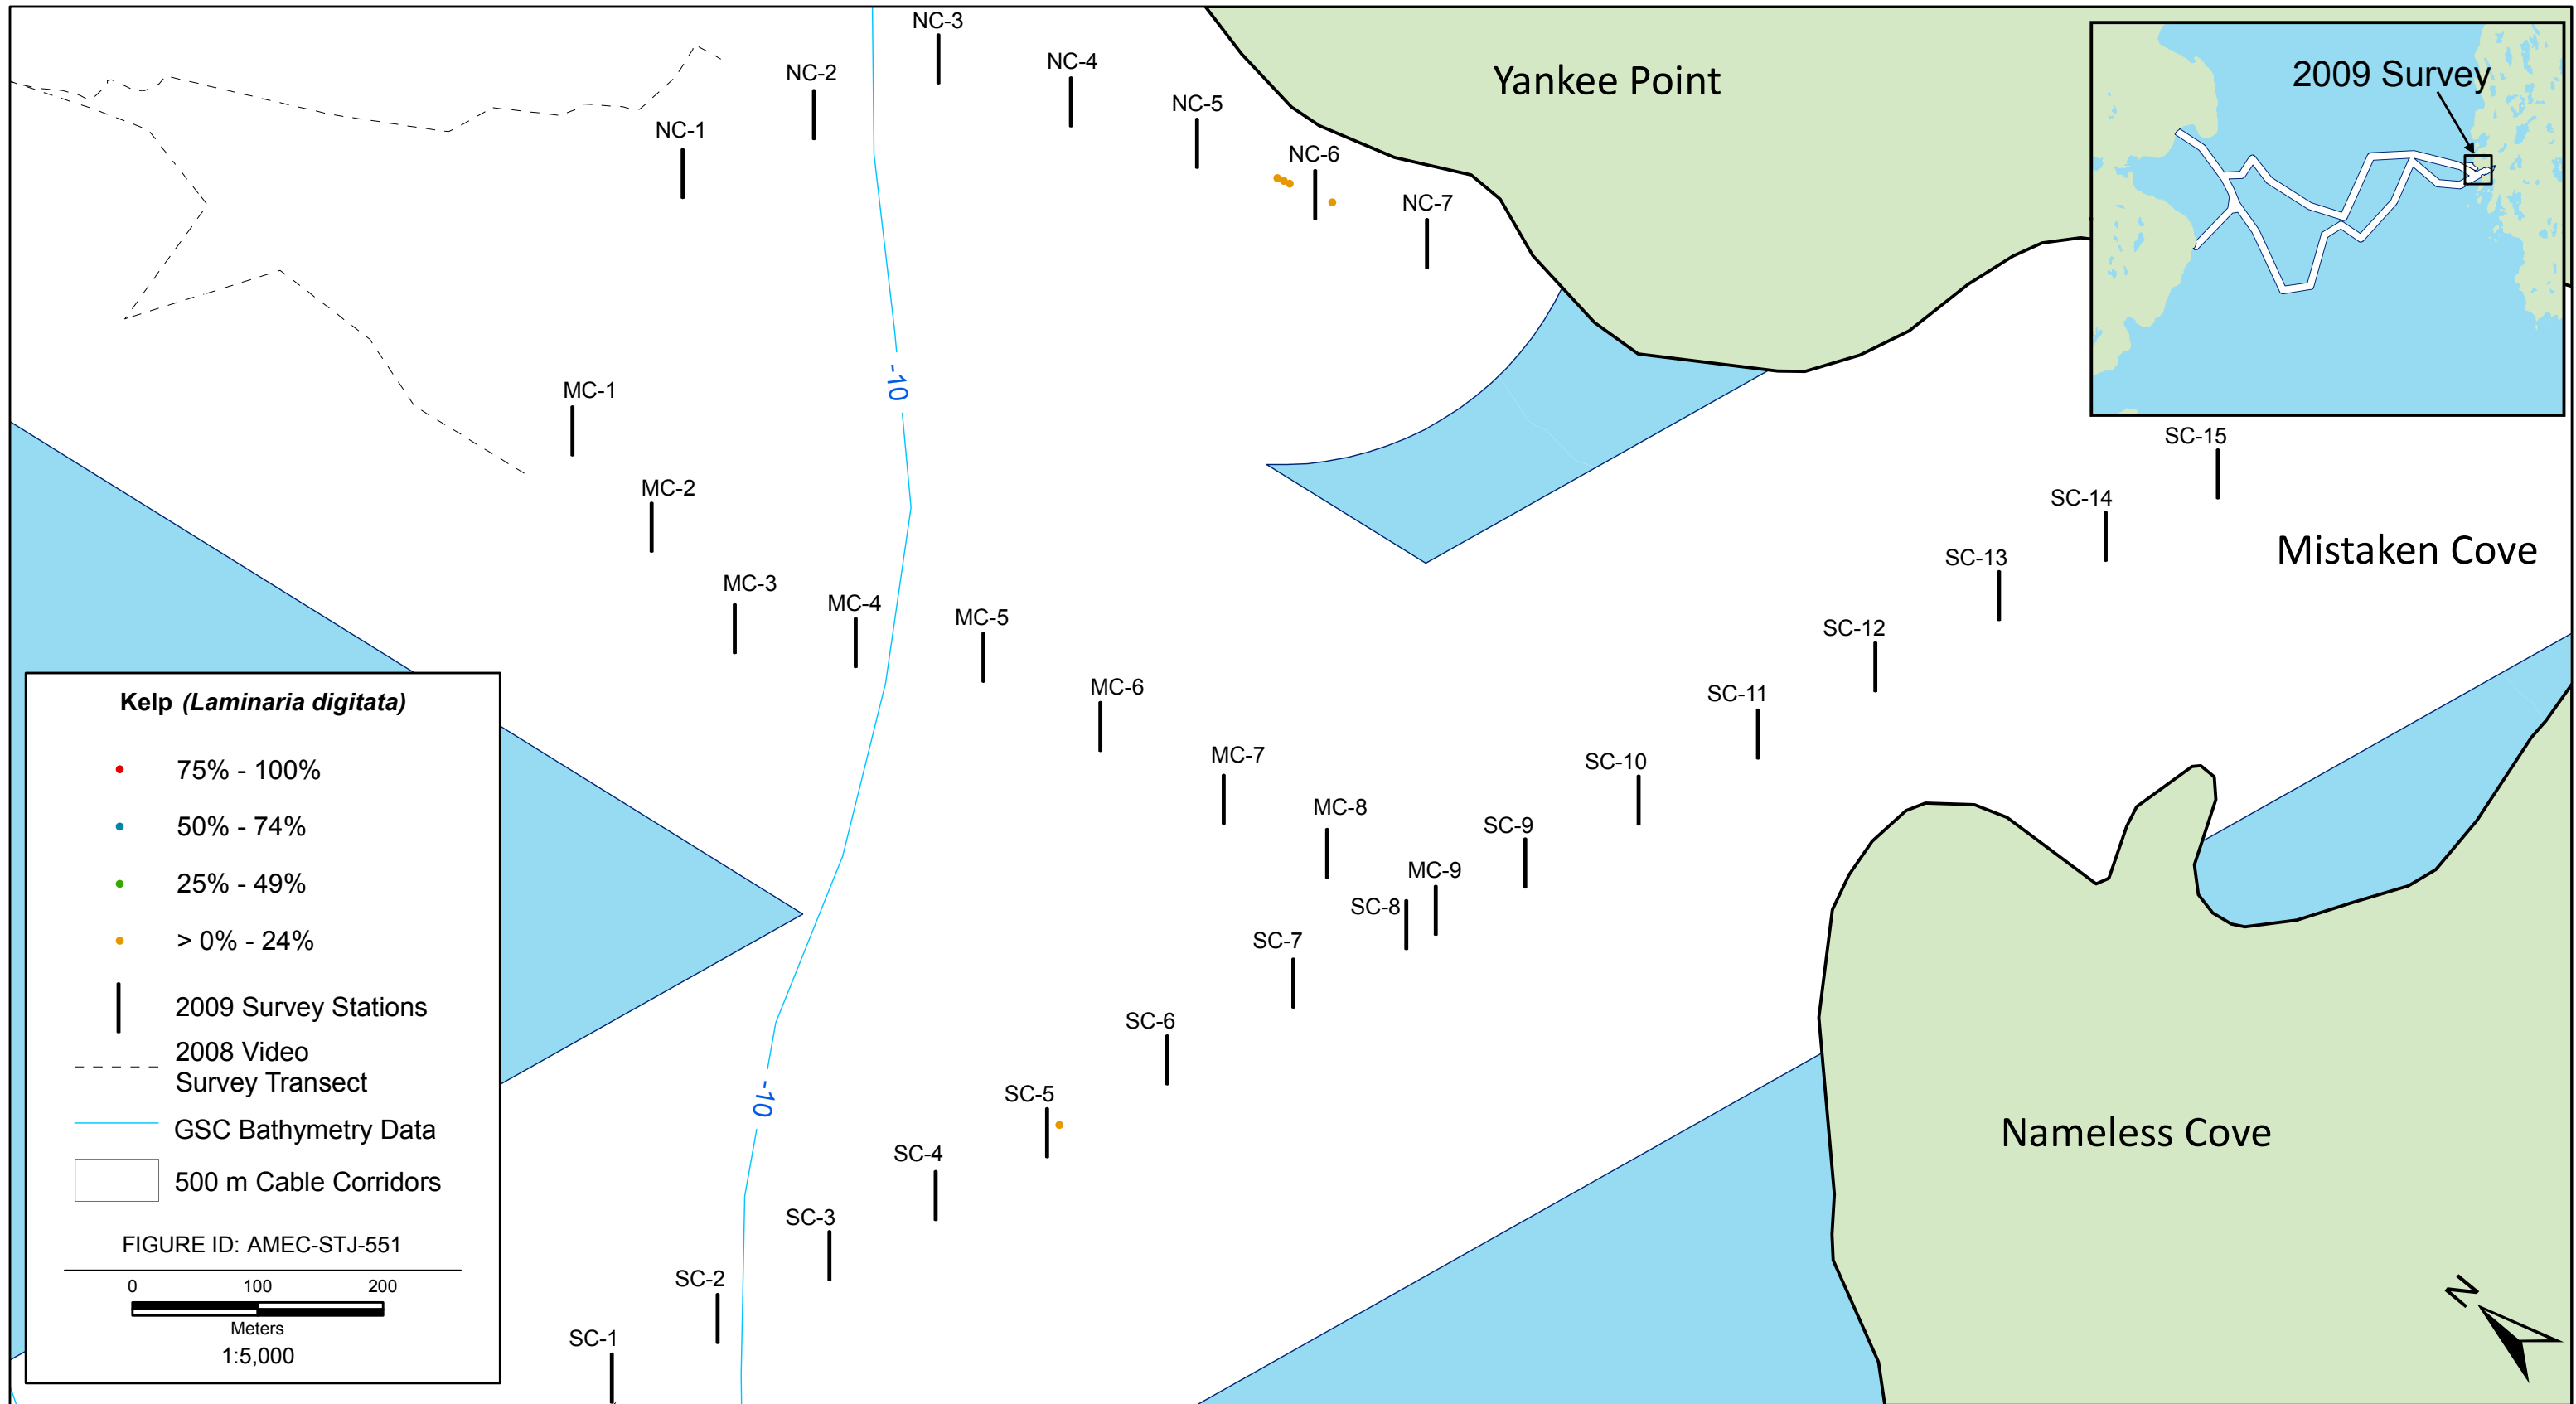 NC-3
NC-4
NC-2
NC-5
NC-1
NC-6
NC-7
Yankee Point
2009 Survey
MC-1
-10
MC-2
MC-3
MC-4
MC-5
MC-6
MC-7
MC-8
MC-9
SC-15
SC-14
Mistaken Cove
SC-13
SC-12
SC-11
SC-10
SC-9
SC-8
SC-7
SC-6
SC-5
SC-4
SC-3
SC-2
SC-1
-10
Nameless Cove
N
Kelp (Laminaria digitata)
75% - 100%
50% - 74%
25% - 49%
> 0% - 24%
2009 Survey Stations
2008 Video
Survey Transect
GSC Bathymetry Data
500 m Cable Corridors
FIGURE ID: AMEC-STJ-551
0 100 200
Meters
1:5,000